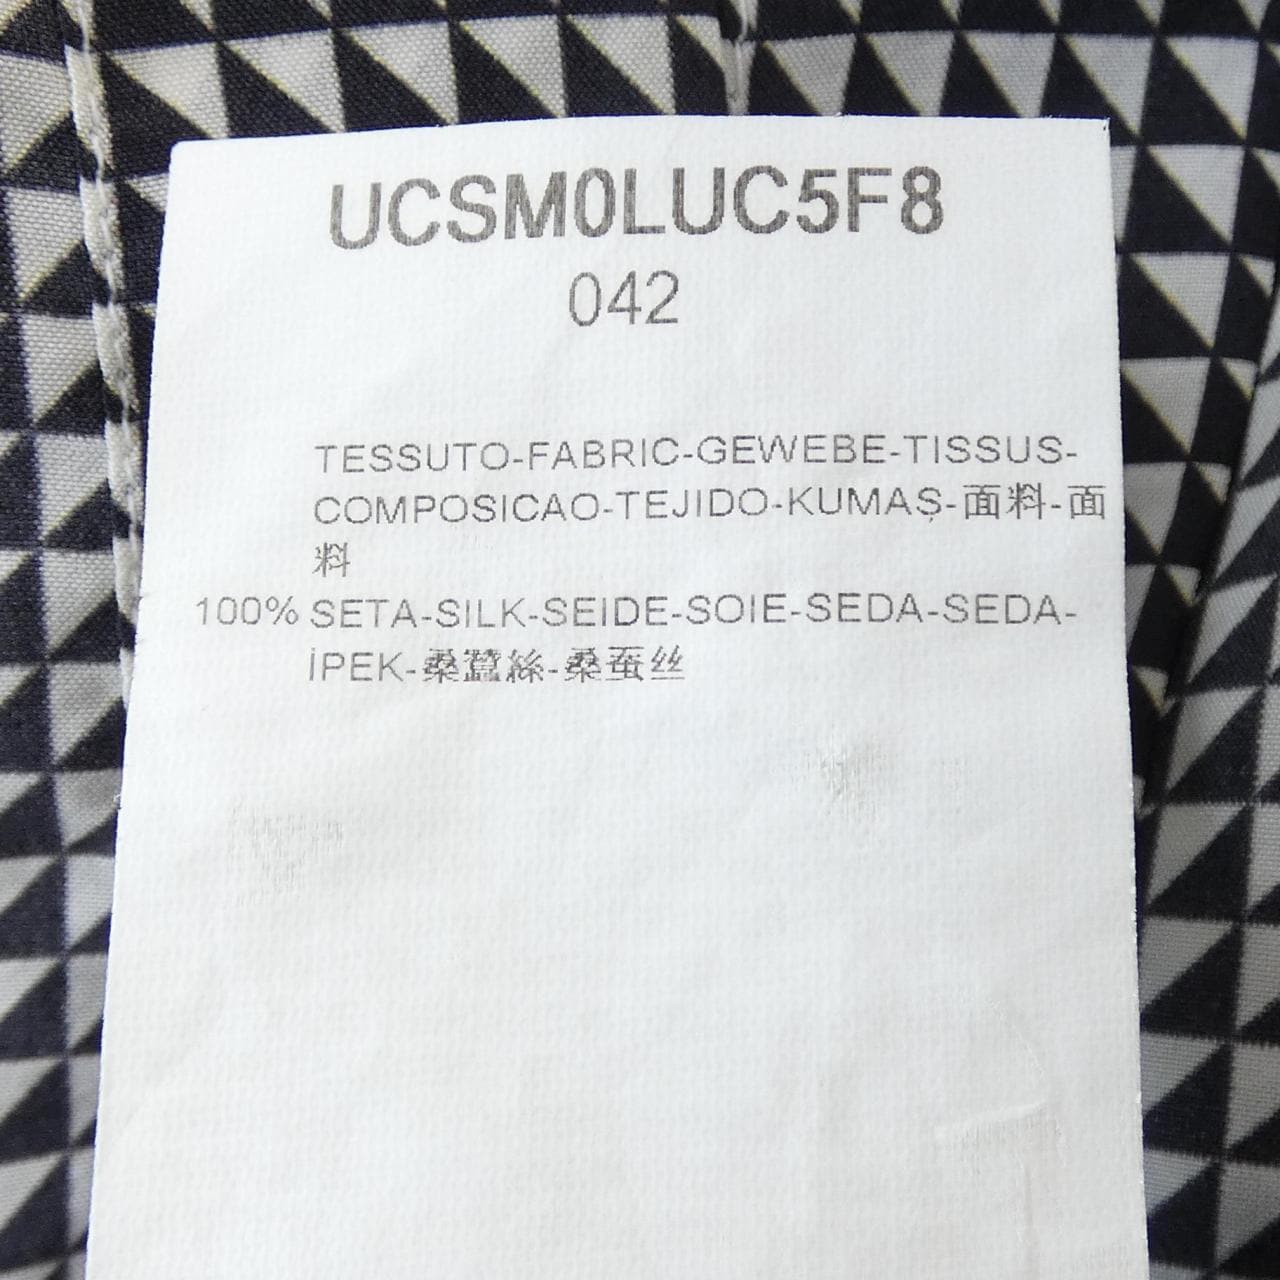 UCSM0LUC5F8
042
TESSUTO-FABRIC-GEWEBE-TISSUS-
COMPOSICAO-TEJIDO-KUMAŞ-面料-面
料
100% SETA-SILK-SEIDE-SOIE-SEDA-SEDA-
İPEK-桑蠶絲-桑蚕丝